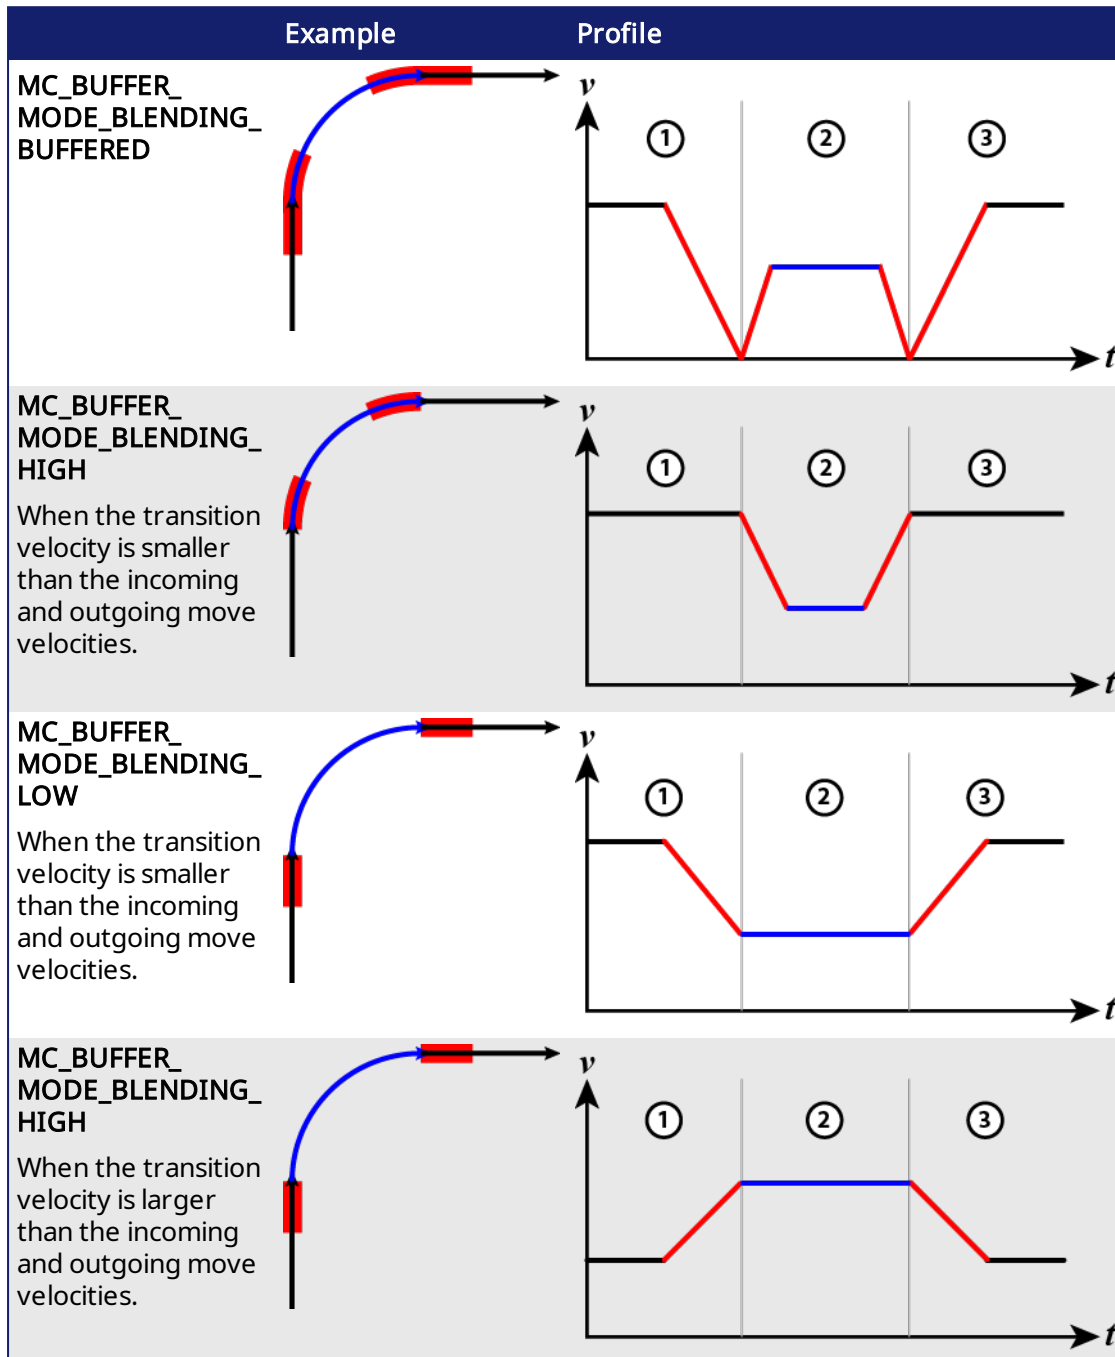 Example Profile
MC_BUFFER_
MODE_BLENDING_
BUFFERED
v
1 2 3
t
MC_BUFFER_
MODE_BLENDING_
HIGH
When the transition
velocity is smaller
than the incoming
and outgoing move
velocities.
v
1 2 3
t
MC_BUFFER_
MODE_BLENDING_
LOW
When the transition
velocity is smaller
than the incoming
and outgoing move
velocities.
v
1 2 3
t
MC_BUFFER_
MODE_BLENDING_
HIGH
When the transition
velocity is larger
than the incoming
and outgoing move
velocities.
v
1 2 3
t